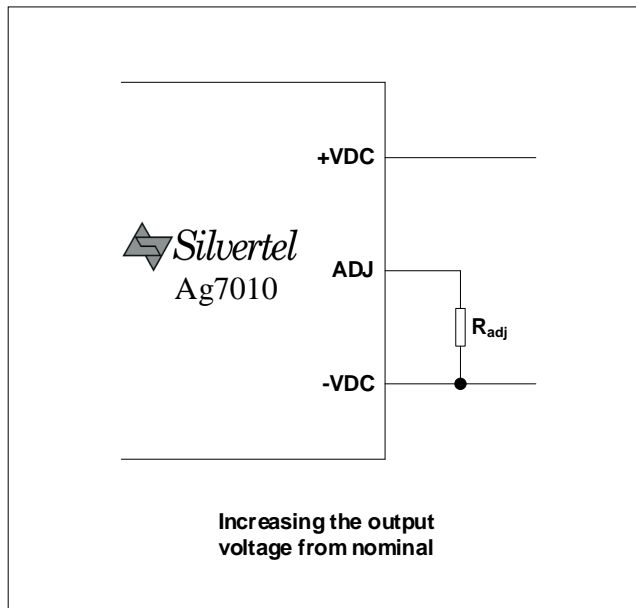 +VDC
Silvertel
Ag7010
ADJ
Radj
-VDC
Increasing the output
voltage from nominal